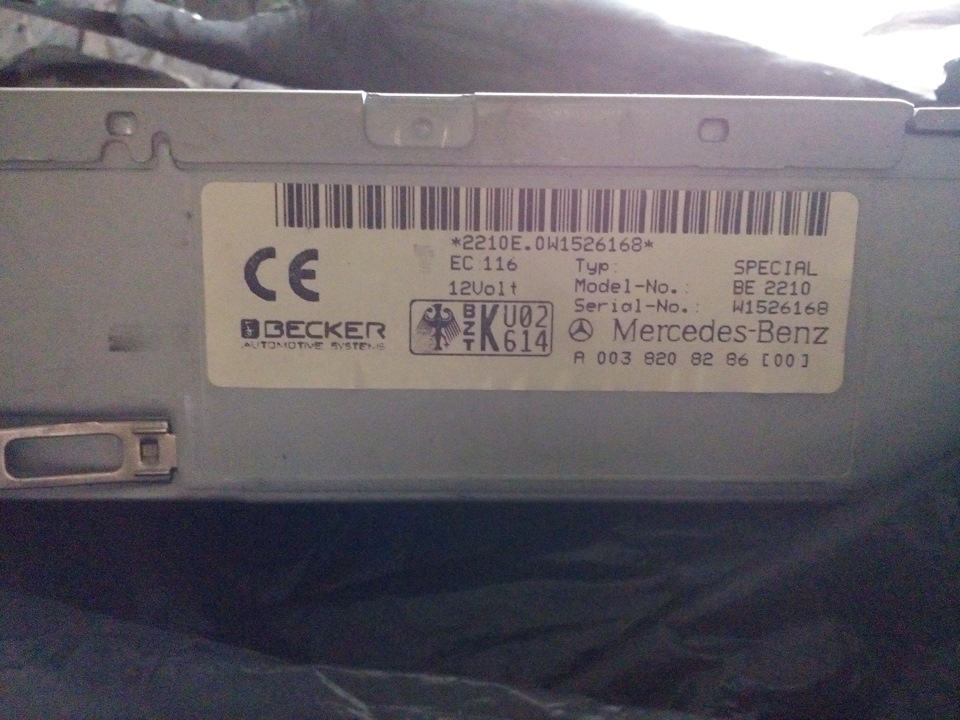 *2210E.0W1526168*
CE
EC 116
12Volt
Typ: SPECIAL
Model-No.: BE 2210
Serial-No.: W1526168
BECKER
AUTOMOTIVE SYSTEMS
BZT K U02 614
Mercedes-Benz
A 003 820 82 86 [00]